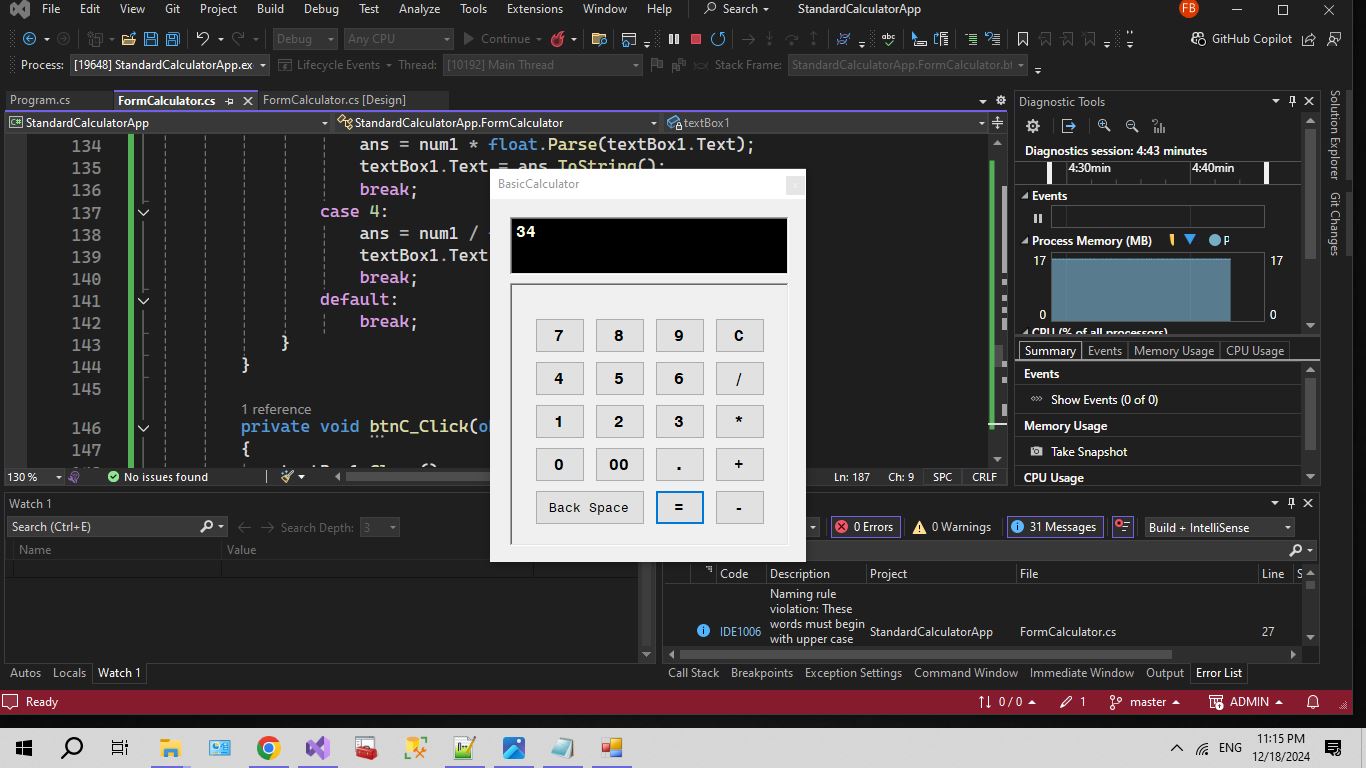 File Edit View Git Project Build Debug Test Analyze Tools Extensions Window Help Search StandardCalculatorApp FB
Debug Any CPU Continue GitHub Copilot
Process: [19648] StandardCalculatorApp.ex Lifecycle Events Thread: [10192] Main Thread Stack Frame: StandardCalculatorApp.FormCalculator.bt
Program.cs FormCalculator.cs FormCalculator.cs [Design]
StandardCalculatorApp StandardCalculatorApp.FormCalculator textBox1
134 ans = num1 * float.Parse(textBox1.Text);
135 textBox1.Text = ans.ToString();
136 break;
137 case 4:
138 ans = num1 /
139 textBox1.Text
140 break;
141 default:
142 break;
143 }
144 }
145
1 reference
146 private void btnC_Click(ob
147 {
130 % No issues found Ln: 187 Ch: 9 SPC CRLF
BasicCalculator x
34
7 8 9 C
4 5 6 /
1 2 3 *
0 00 . +
Back Space = -
Diagnostic Tools
Diagnostics session: 4:43 minutes
4:30min 4:40min
Events
Process Memory (MB) P
17 17
0 0
CPU (% of all processors)
Summary Events Memory Usage CPU Usage
Events
Show Events (0 of 0)
Memory Usage
Take Snapshot
CPU Usage
Solution Explorer
Git Changes
Watch 1
Search (Ctrl+E) Search Depth: 3
Name Value
Autos Locals Watch 1
0 Errors 0 Warnings 31 Messages Build + IntelliSense
Code Description Project File Line S
IDE1006 Naming rule
violation: These
words must begin
with upper case StandardCalculatorApp FormCalculator.cs 27
Call Stack Breakpoints Exception Settings Command Window Immediate Window Output Error List
Ready 0 / 0 1 master ADMIN
ENG 11:15 PM
12/18/2024